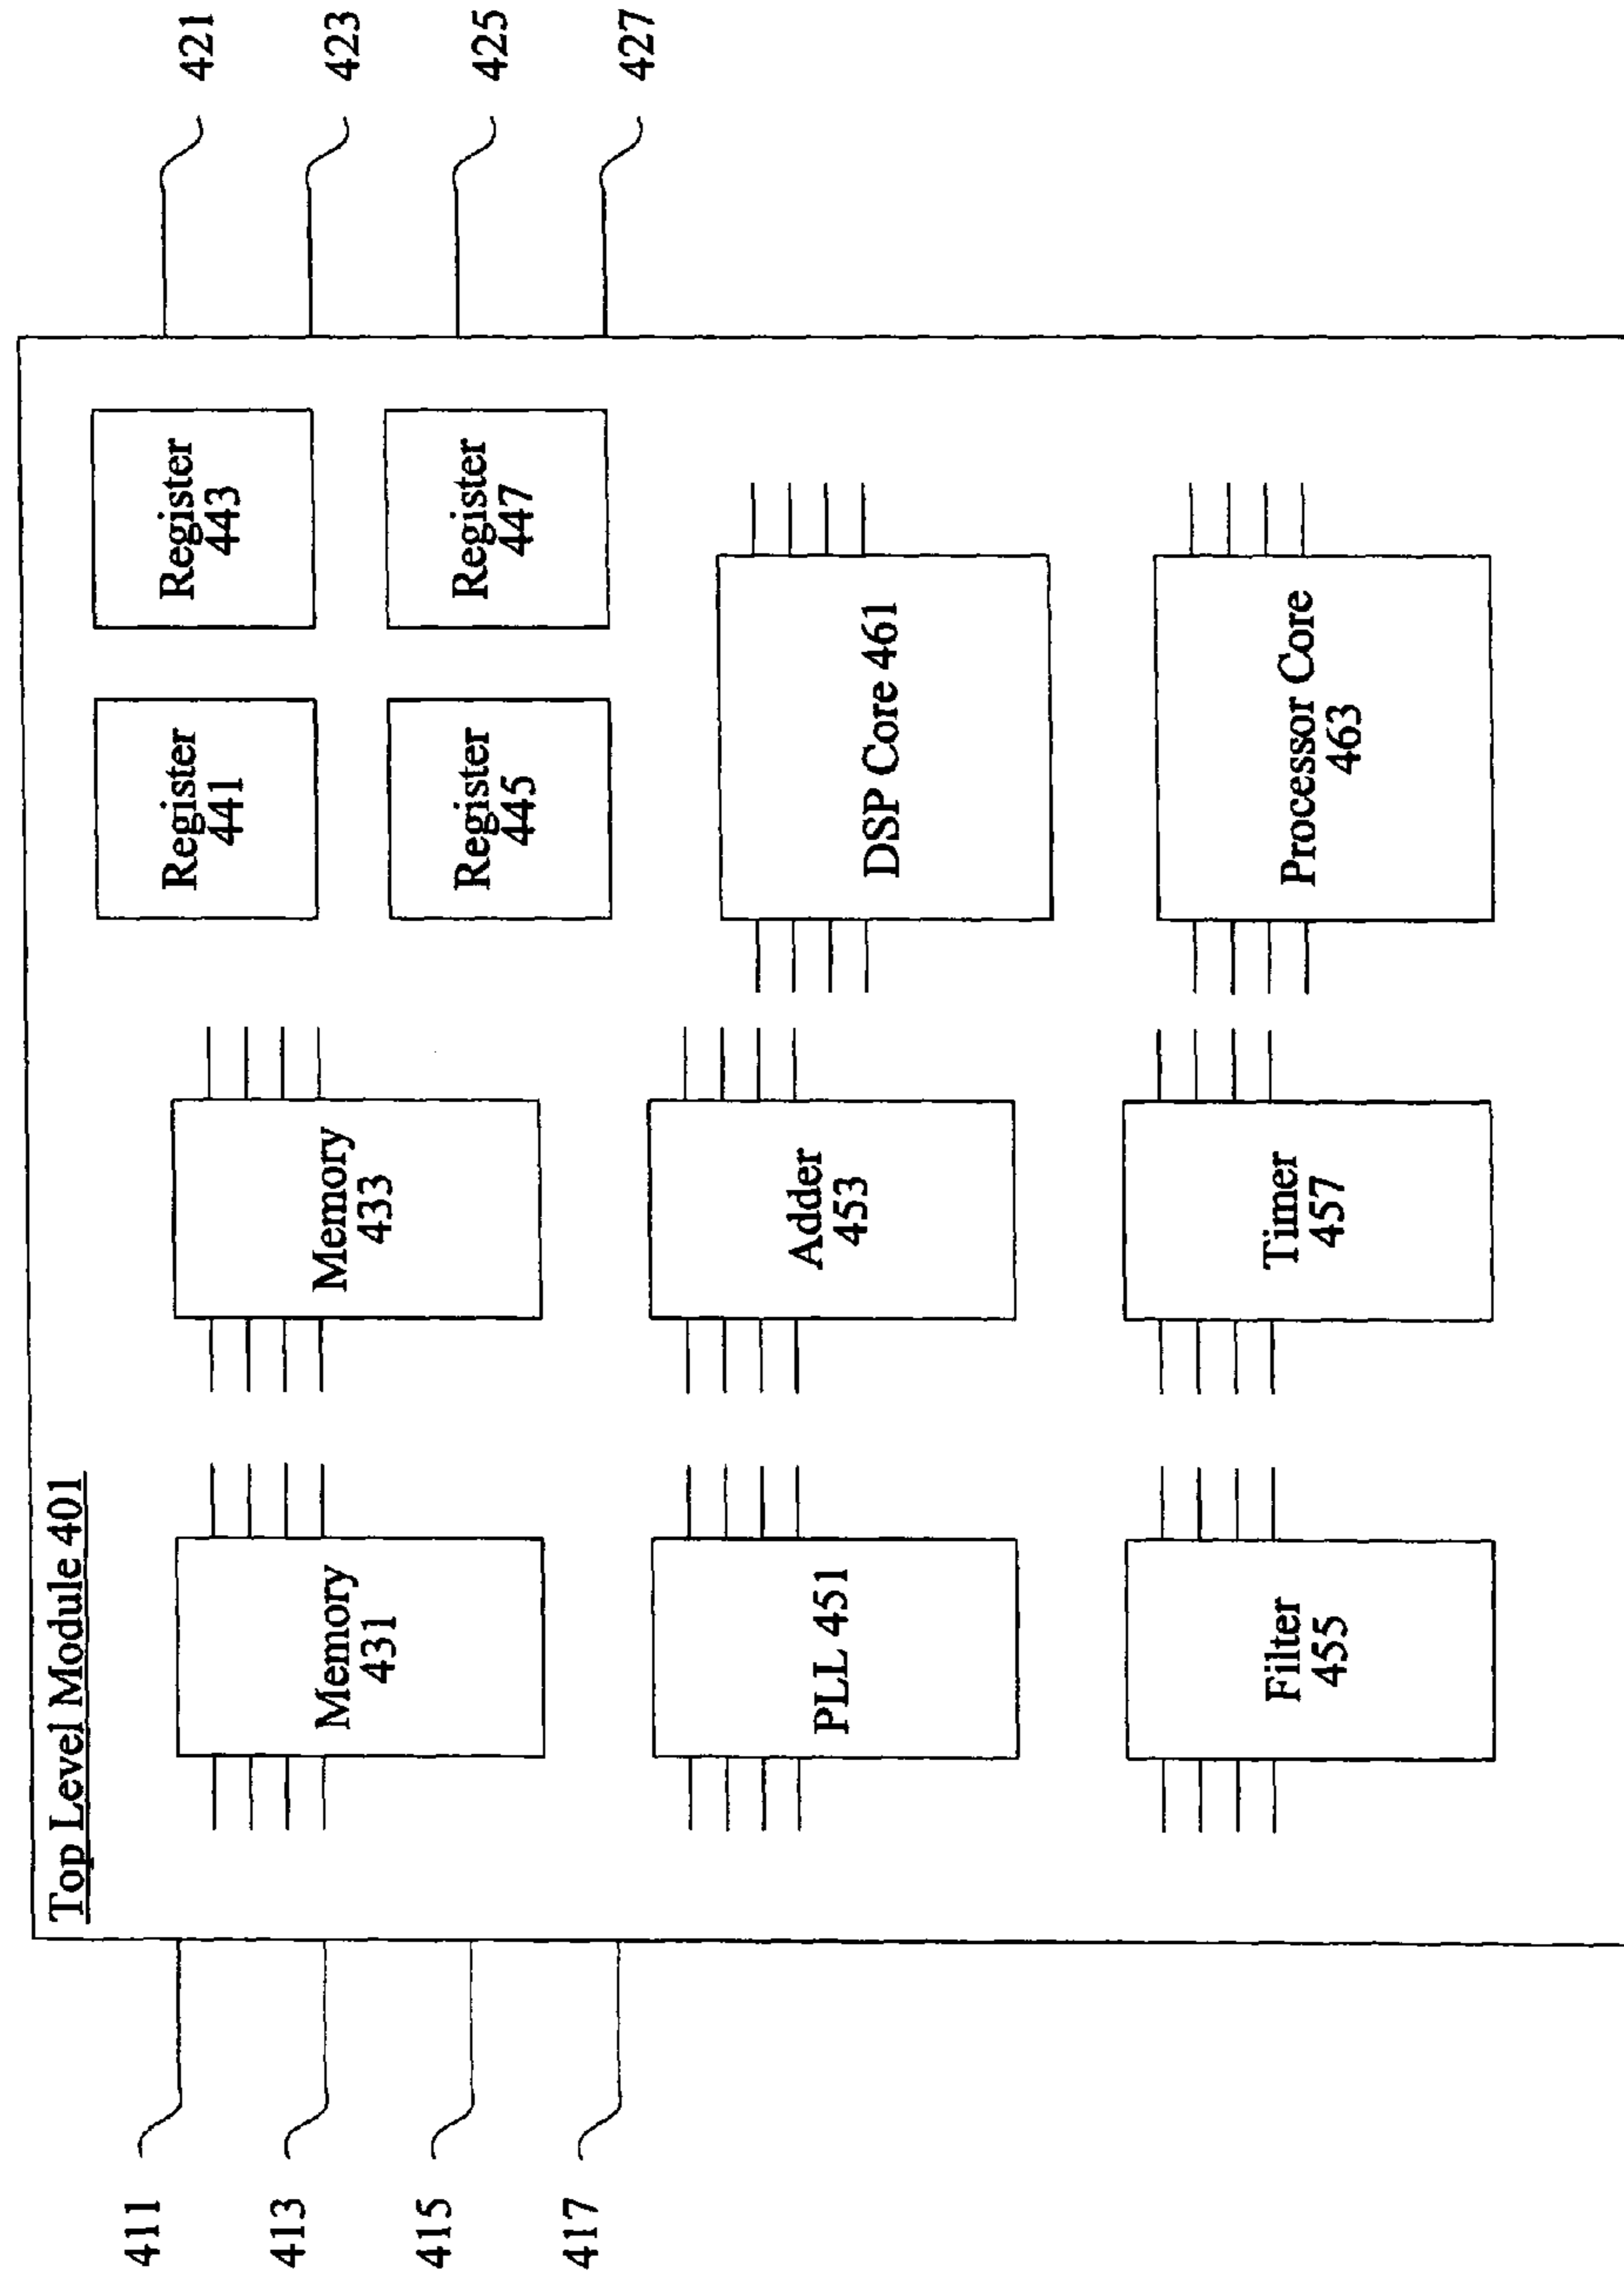 Top Level Module 401
411
413
415
417
421
423
425
427
Memory
431
Memory
433
Register
441
Register
443
Register
445
Register
447
PLL 451
Adder
453
DSP Core 461
Filter
455
Timer
457
Processor Core
463